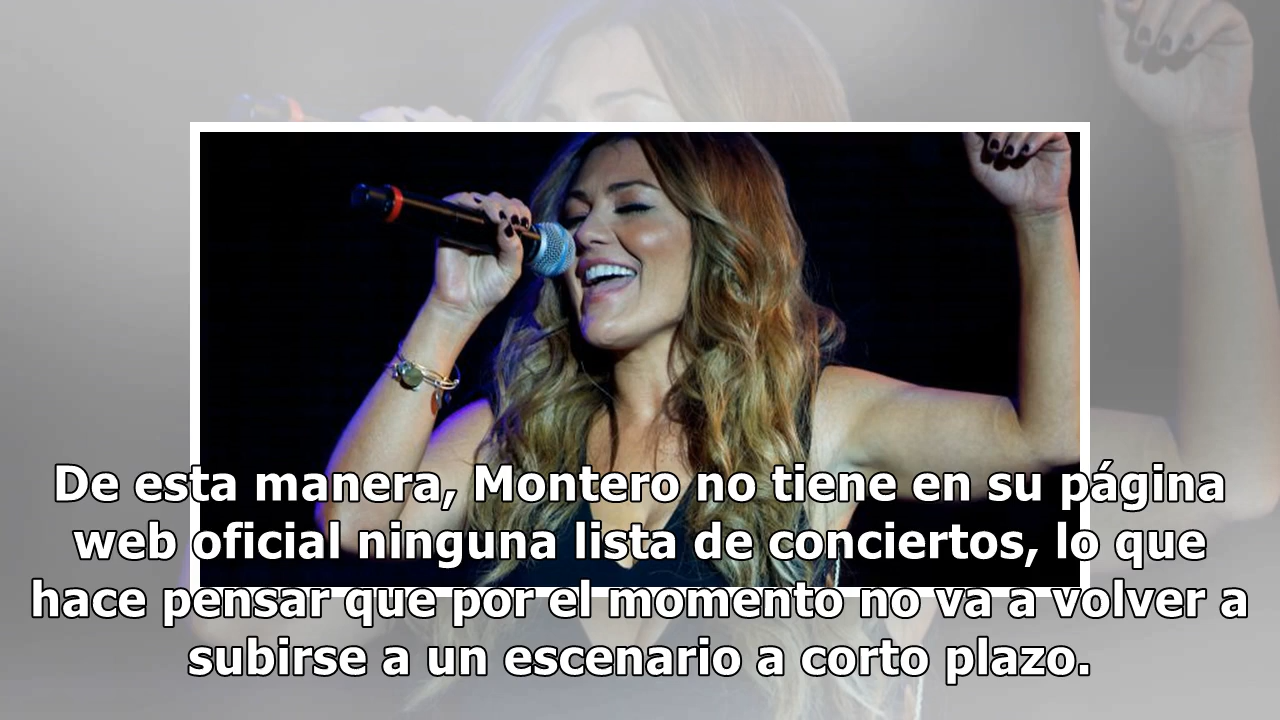 De esta manera, Montero no tiene en su página
web oficial ninguna lista de conciertos, lo que
hace pensar que por el momento no va a volver a
subirse a un escenario a corto plazo.